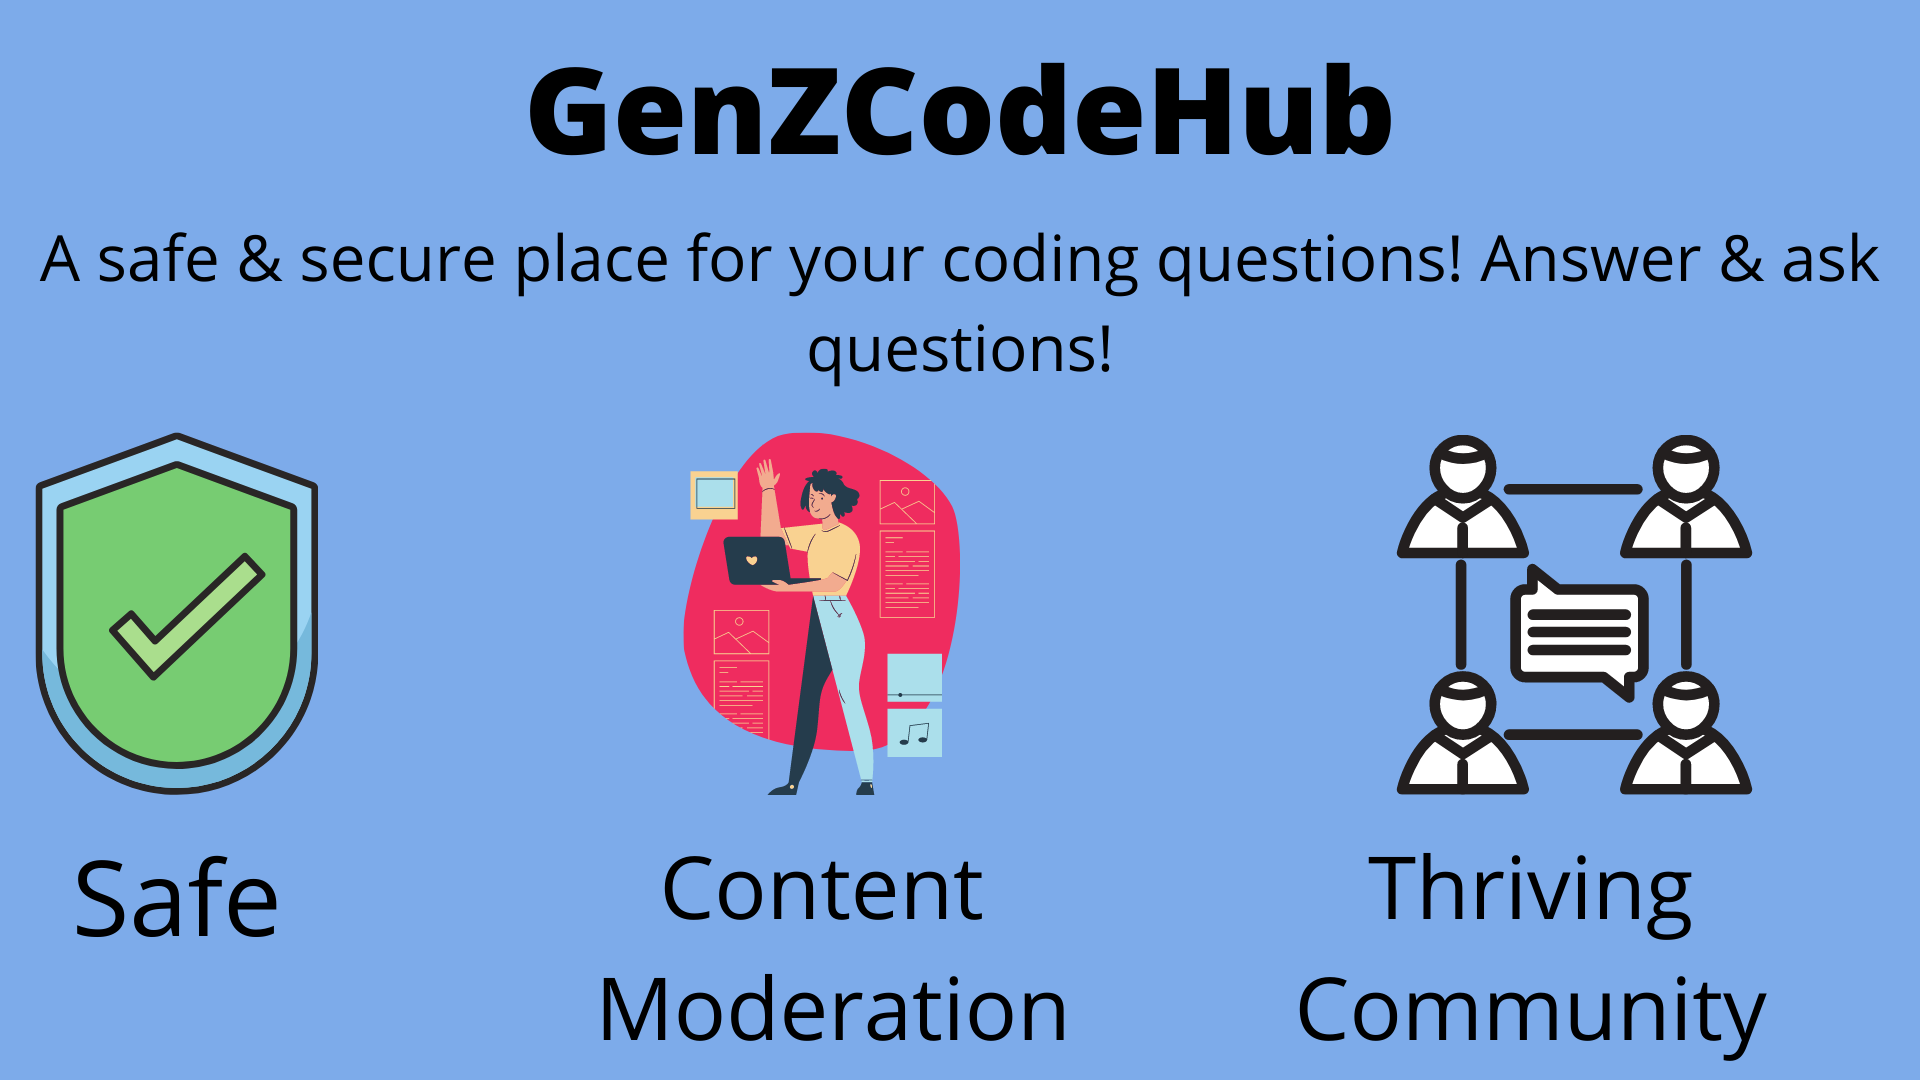 GenZCodeHub
A safe & secure place for your coding questions! Answer & ask
questions!
Safe
Content
Moderation
Thriving
Community